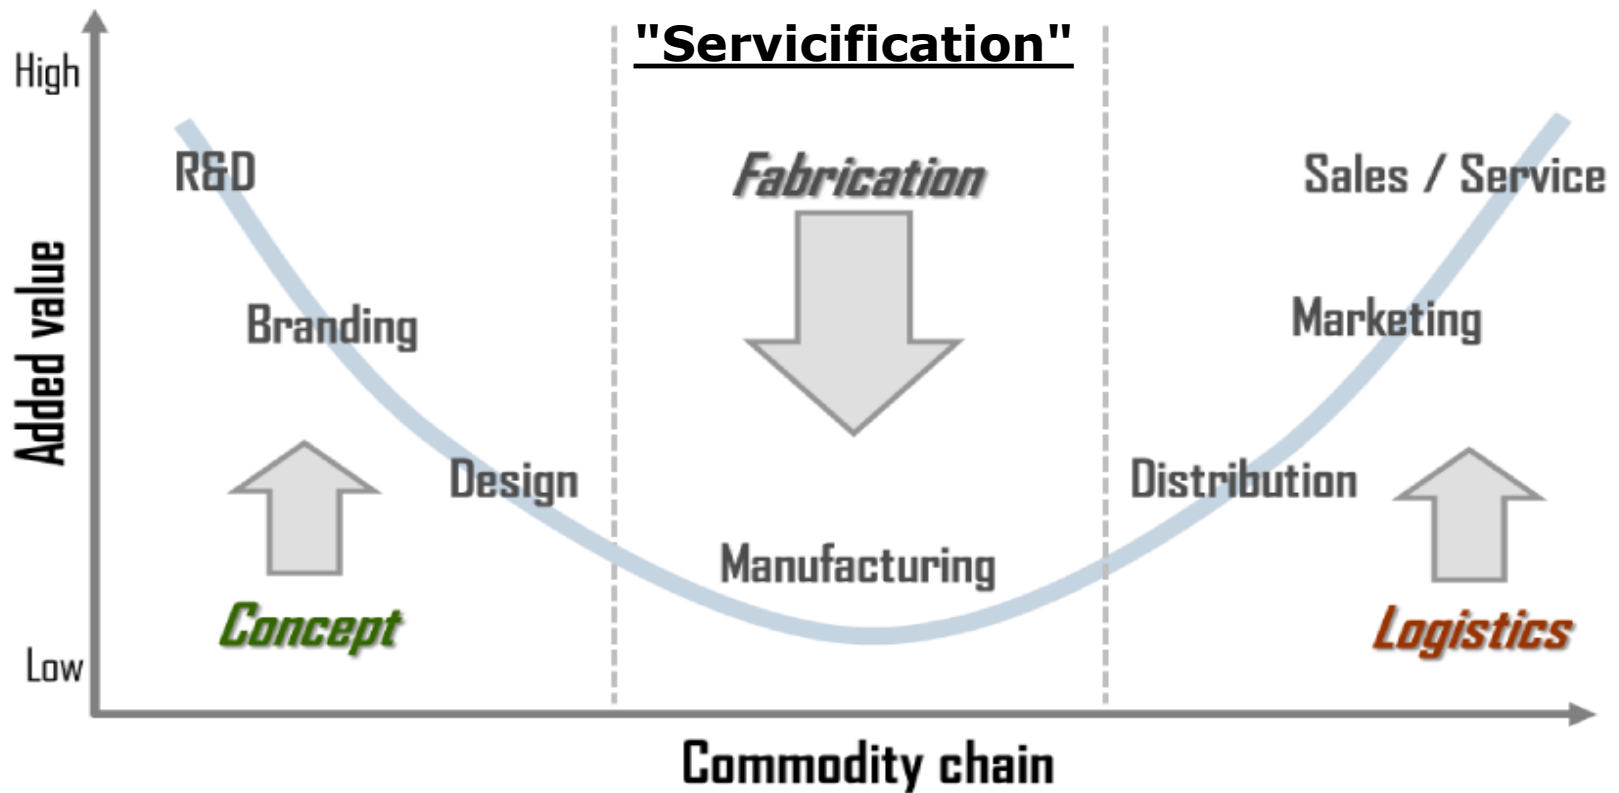 "Servicification"
High
R&D
Fabrication
Sales / Service
Branding
Marketing
Added value
Design
Distribution
Manufacturing
Concept
Logistics
Low
Commodity chain